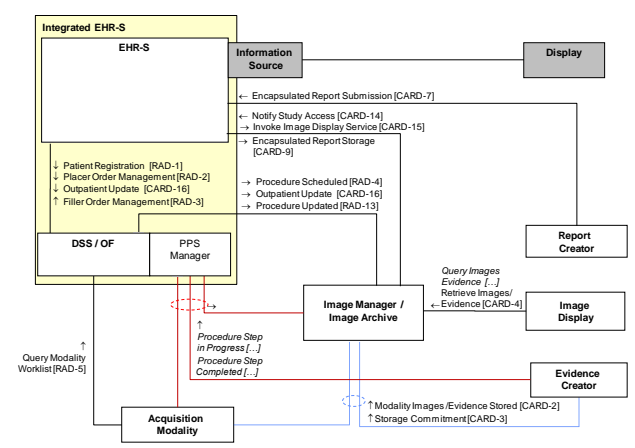 Integrated EHR-S
EHR-S
Information
Source
Display
← Encapsulated Report Submission [CARD-7]
← Notify Study Access [CARD-14]
→ Invoke Image Display Service [CARD-15]
→ Encapsulated Report Storage
[CARD-9]
↓ Patient Registration [RAD-1]
↓ Placer Order Management [RAD-2]
↓ Outpatient Update [CARD-16]
↑ Filler Order Management [RAD-3]
→ Procedure Scheduled [RAD-4]
→ Outpatient Update [CARD-16]
→ Procedure Updated [RAD-13]
DSS / OF
PPS
Manager
Report
Creator
Query Images
Evidence [...]
Retrieve Images/
← Evidence [CARD-4]
Image Manager /
Image Archive
Image
Display
→
↑
Procedure Step
in Progress [...]
Procedure Step
Completed [...]
↑
Query Modality
Worklist [RAD-5]
Evidence
Creator
Acquisition
Modality
↑ Modality Images /Evidence Stored [CARD-2]
↑ Storage Commitment [CARD-3]